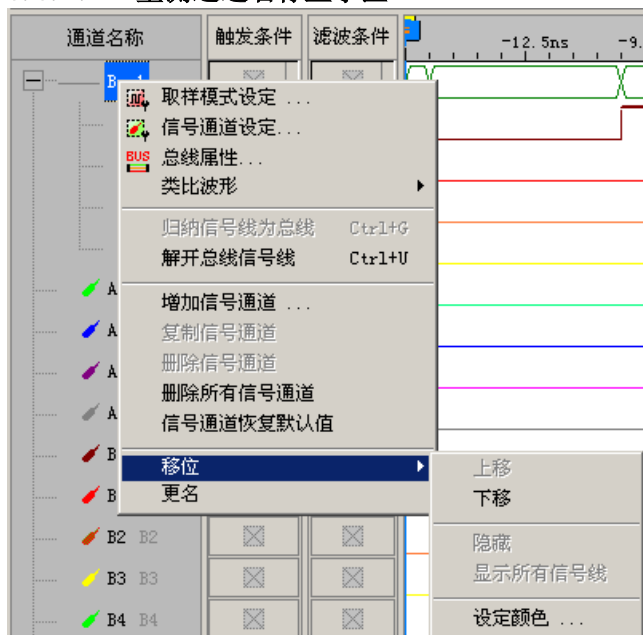 通道名称 触发条件 滤波条件 -12.5ns -9.
取样模式设定 ...
信号通道设定...
BUS 总线属性...
类比波形
归纳信号线为总线 Ctrl+G
解开总线信号线 Ctrl+U
A
增加信号通道 ...
A
复制信号通道
删除信号通道
A
删除所有信号通道
A
信号通道恢复默认值
B
移位
上移
B
更名
下移
B2 B2
隐藏
B3 B3
显示所有信号线
B4 B4
设定颜色 ...